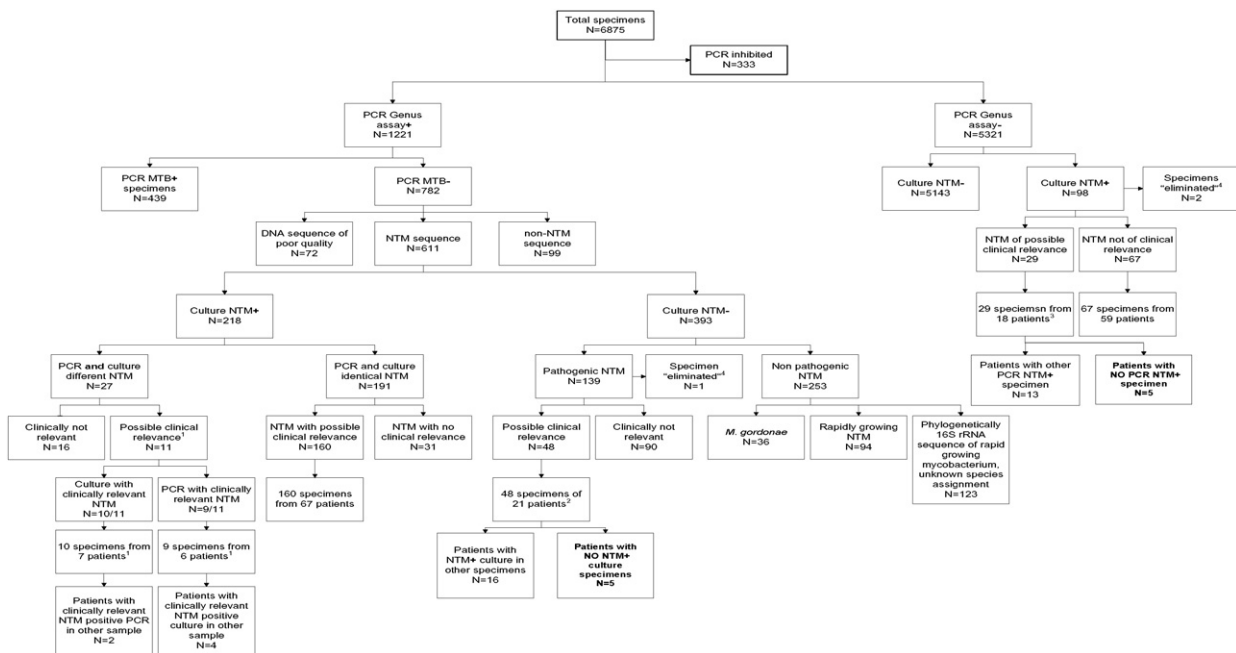 Total specimens
N=6875
PCR inhibited
N=333
PCR Genus
assay+
N=1221
PCR Genus
assay-
N=5321
PCR MTB+
specimens
N=439
PCR MTB-
N=782
Culture NTM-
N=5143
Culture NTM+
N=98
Specimens
"eliminated"4
N=2
DNA sequence of
poor quality
N=72
NTM sequence
N=611
non-NTM
sequence
N=99
NTM of possible
clinical relevance
N=29
NTM not of clinical
relevance
N=67
Culture NTM+
N=218
Culture NTM-
N=393
29 speciemsn from
18 patients3
67 specimens from
59 patients
PCR and culture
different NTM
N=27
PCR and culture
identical NTM
N=191
Pathogenic NTM
N=139
Specimen
"eliminated"4
N=1
Non pathogenic
NTM
N=253
Patients with other
PCR NTM+
specimen
N=13
Patients with
NO PCR NTM+
specimen
N=5
Clinically not
relevant
N=16
Possible clinical
relevance1
N=11
NTM with possible
clinical relevance
N=160
NTM with no
clinical relevance
N=31
Possible clinical
relevance
N=48
Clinically not
relevant
N=90
M. gordonae
N=36
Rapidly growing
NTM
N=94
Phylogenetically
16S rRNA
sequence of rapid
growing
mycobacterium,
unknown species
assignment
N=123
Culture with
clinically relevant
NTM
N=10/11
PCR with clinically
relevant NTM
N=9/11
160 specimens
from 67 patients
48 specimens of
21 patients2
10 specimens from
7 patients1
9 specimens from
6 patients1
Patients with
NTM+ culture in
other specimens
N=16
Patients with
NO NTM+
culture
specimens
N=5
Patients with
clinically relevant
NTM positive PCR
in other sample
N=2
Patients with
clinically relevant
NTM positive
culture in other
sample
N=4